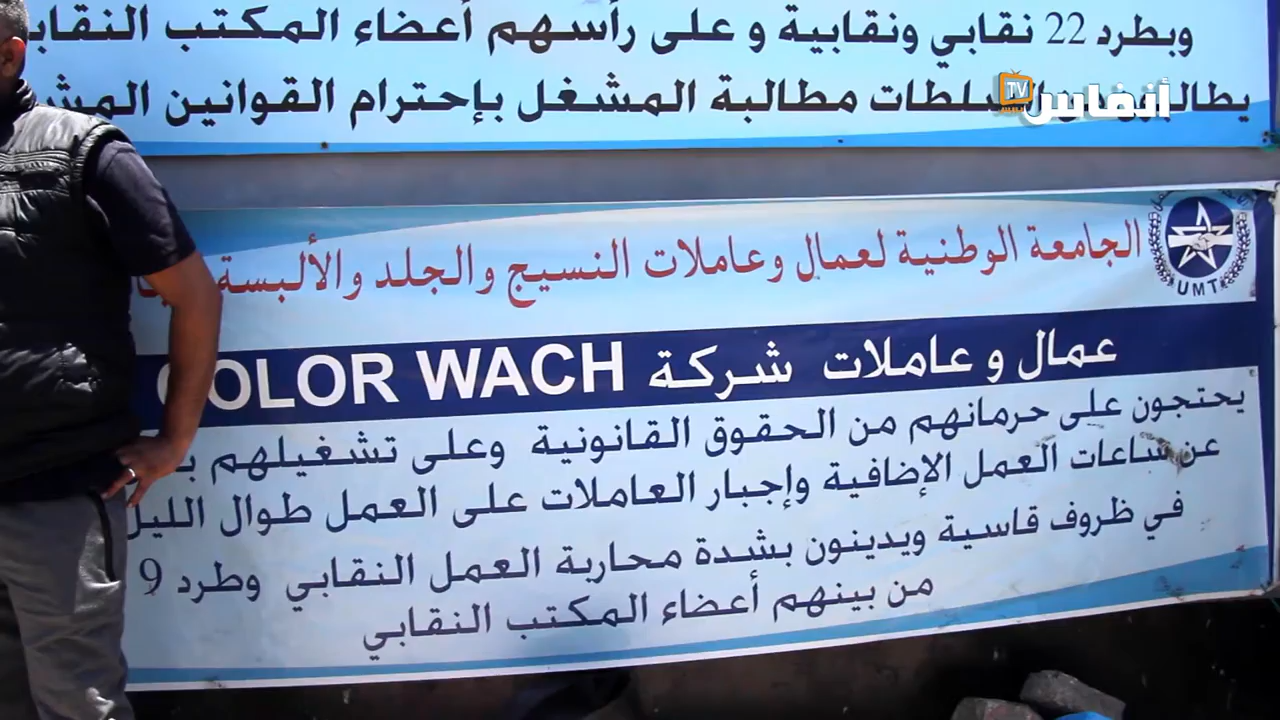 وبطرد 22 نقابي ونقابية و على رأسهم أعضاء المكتب
مطالبة المشغل بإحترام القوانين
أنفاس TV
الجامعة الوطنية لعمال وعاملات النسيج والجلد والألبسة
UMT
عمال و عاملات شركة COLOR WACH
يحتجون على حرمانهم من الحقوق القانونية وعلى تشغيلهم
عن ساعات العمل الإضافية وإجبار العاملات على العمل طوال الليل
في ظروف قاسية ويدينون بشدة محاربة العمل النقابي وطرد 9
من بينهم أعضاء المكتب النقابي